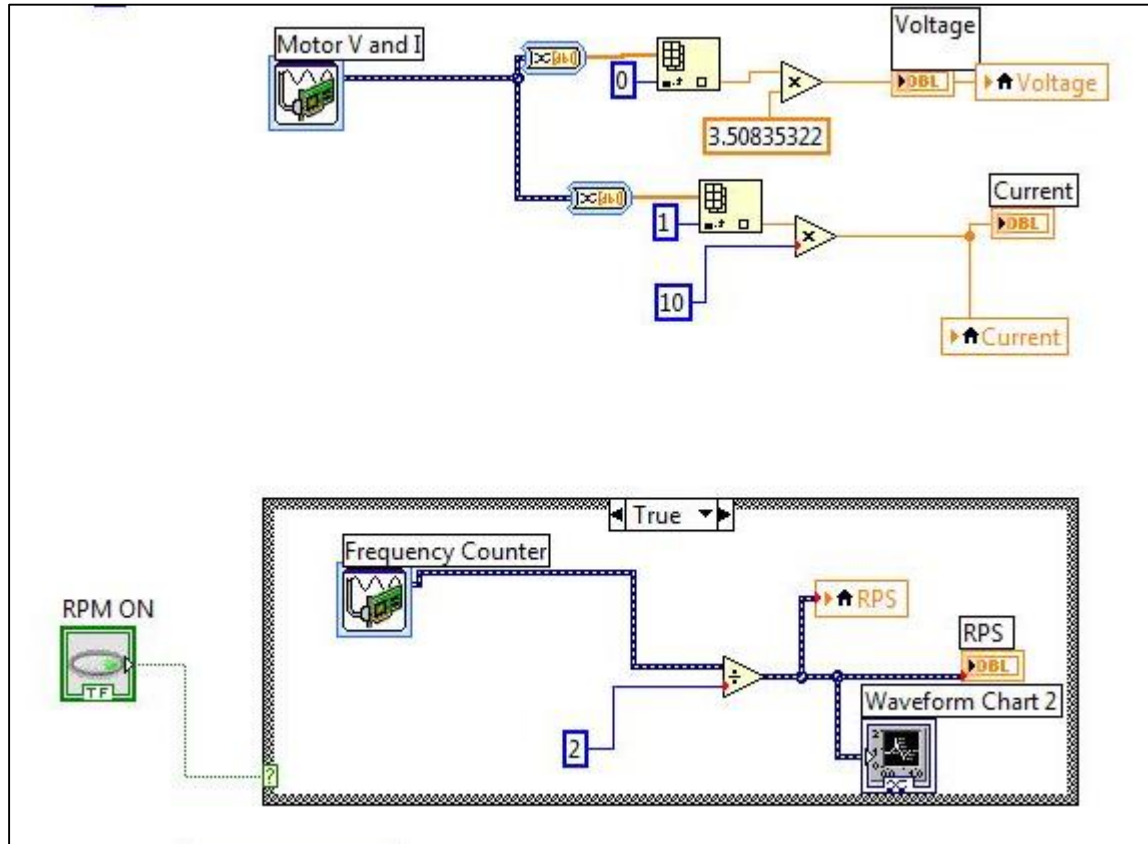 Motor V and I
0
3.50835322
Voltage
DBL
Voltage
1
10
Current
DBL
Current
True
Frequency Counter
RPM ON
TF
?
2
RPS
RPS
DBL
Waveform Chart 2